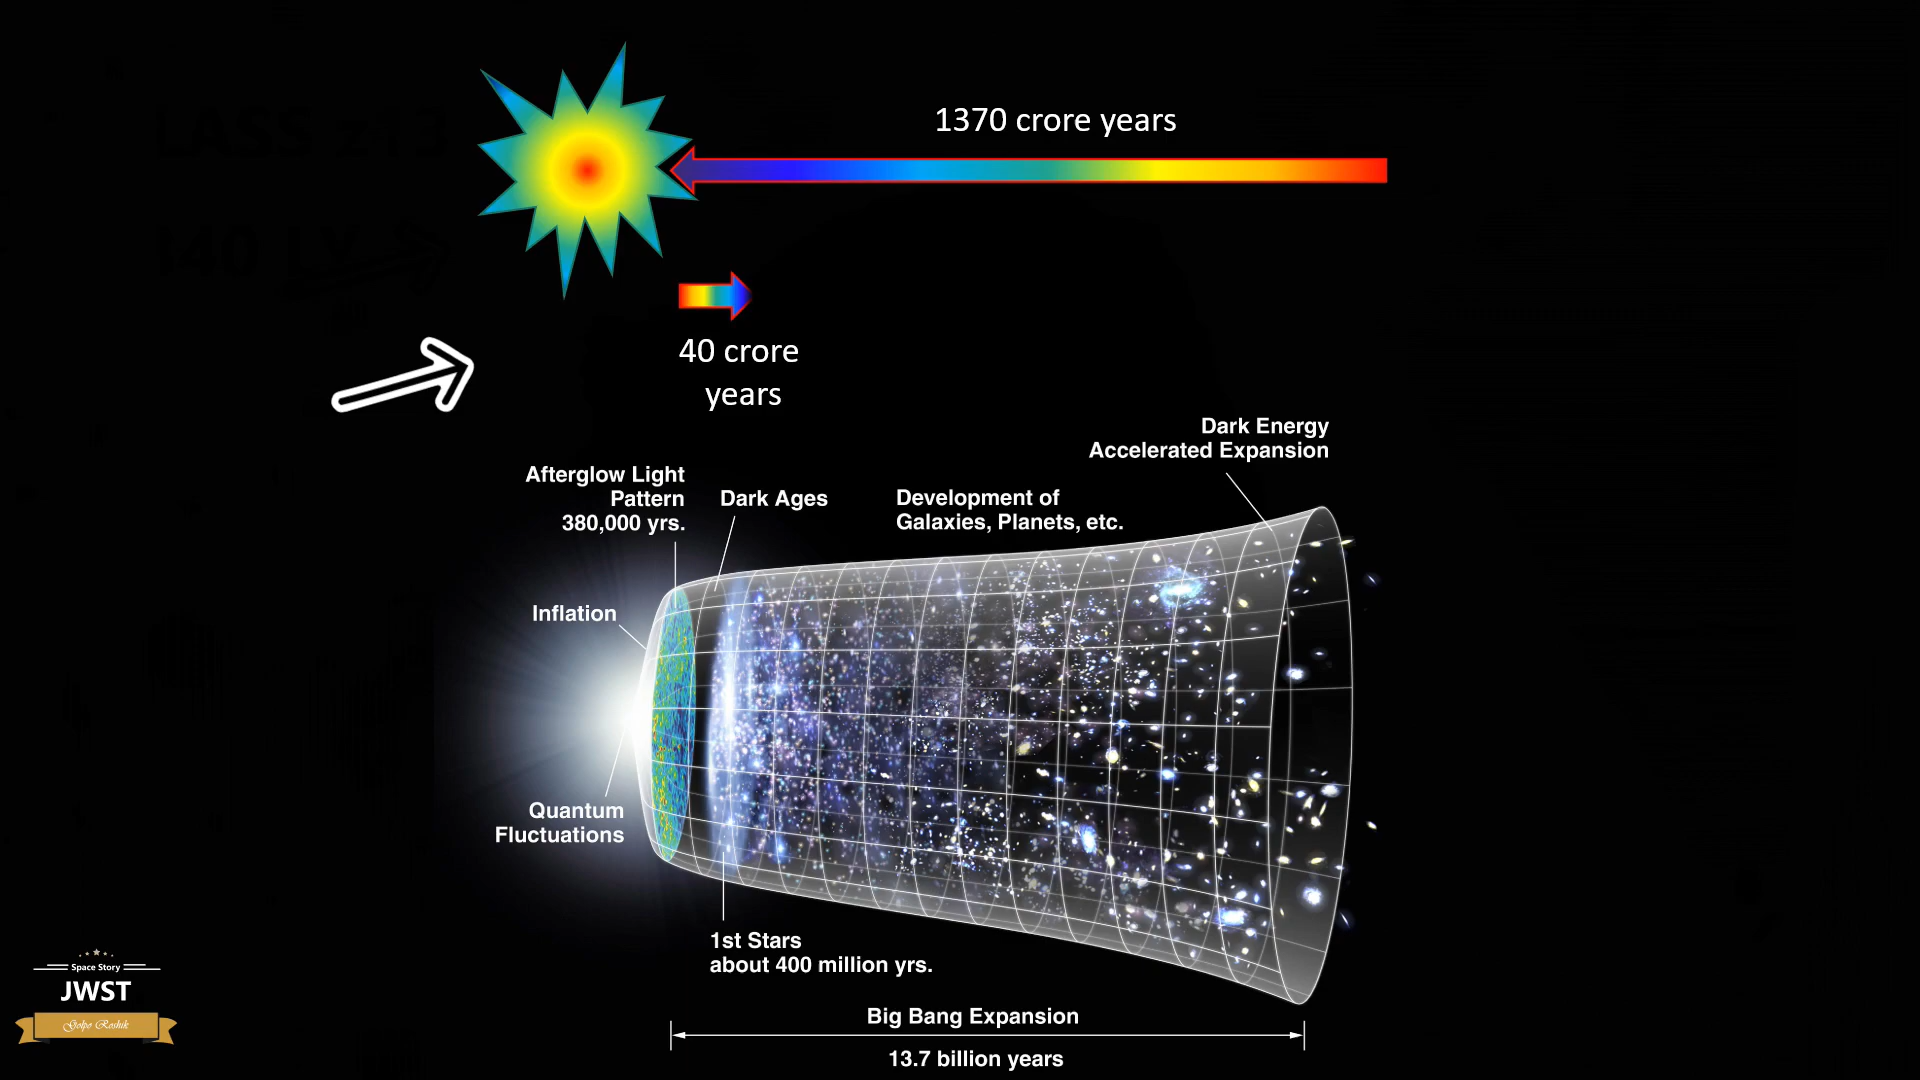 1370 crore years
40 crore
years
Dark Energy
Accelerated Expansion
Afterglow Light
Pattern
380,000 yrs.
Dark Ages
Development of
Galaxies, Planets, etc.
Inflation
Quantum
Fluctuations
1st Stars
about 400 million yrs.
Big Bang Expansion
13.7 billion years
Space Story
JWST
Golpo Roshik